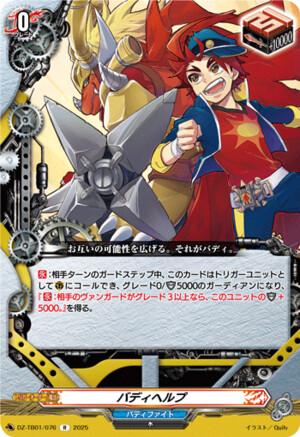 0
グレード
+10000
お互いの可能性を広げる。それがバディ。
:相手ターンのガードステップ中、このカードはトリガーユニットと
してにコールでき、グレード0/5000のガーディアンになり、
『:相手のヴァンガードがグレード3以上なら、このユニットの+
5000。』を得る。
バディヘルプ
バディファイト
DZ-TB01/076 R 2025
イラスト/Quily